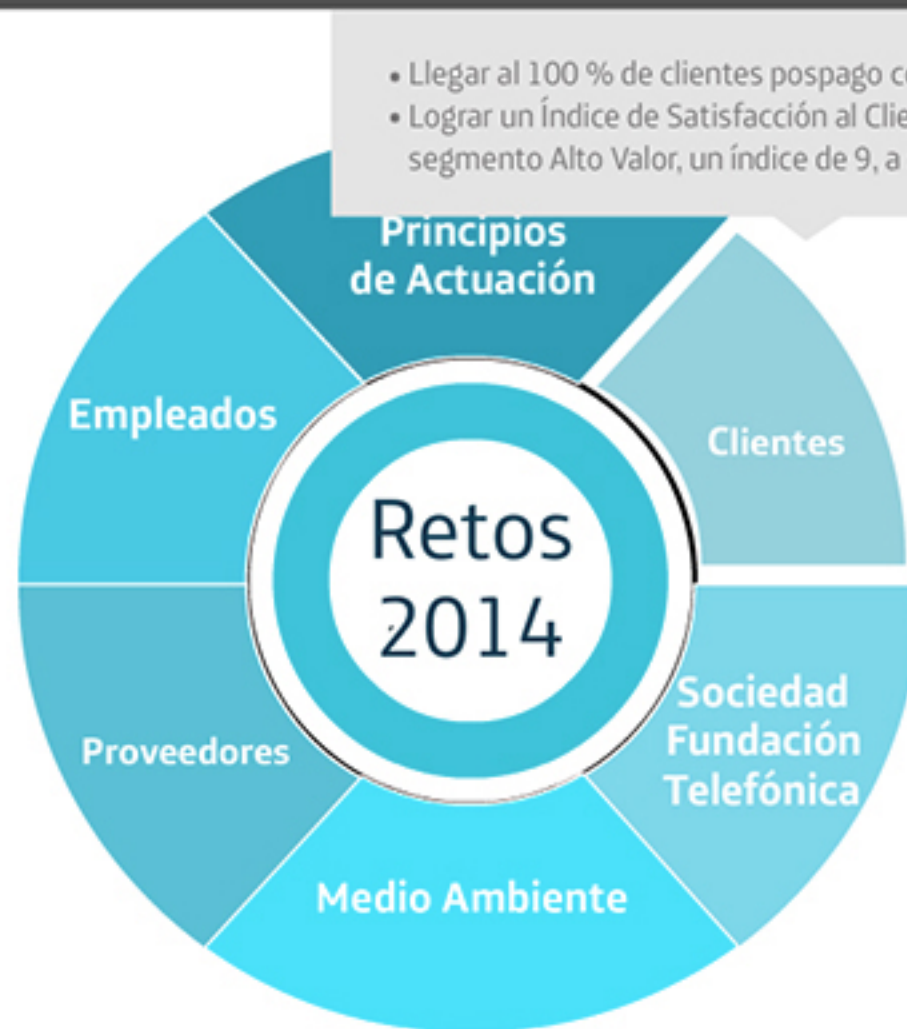 • Llegar al 100 % de clientes pospago
• Lograr un Índice de Satisfacción al
segmento Alto Valor, un índice de 9, a
Principios
de Actuación
Empleados
Clientes
Retos
2014
Sociedad
Fundación
Telefónica
Proveedores
Medio Ambiente